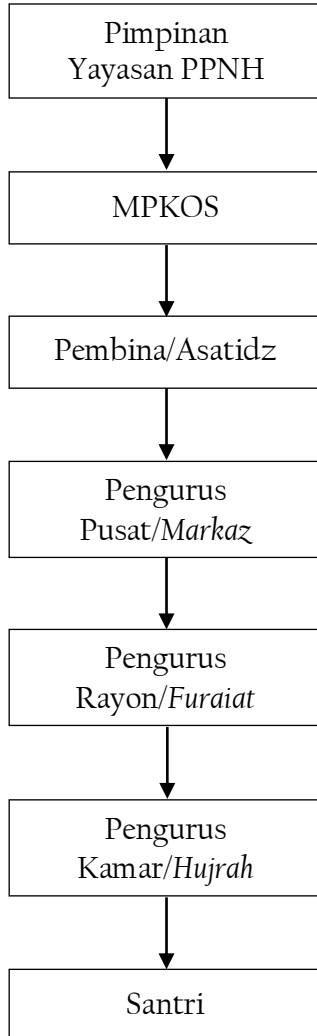 Pimpinan
Yayasan PPNH
MPKOS
Pembina/Asatidz
Pengurus
Pusat/Markaz
Pengurus
Rayon/Furaiat
Pengurus
Kamar/Hujrah
Santri